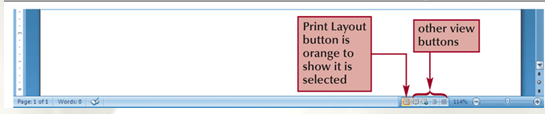 Print Layout
button is
orange to
show it is
selected
other view
buttons
Page: 1 of 1 Words: 0 114%